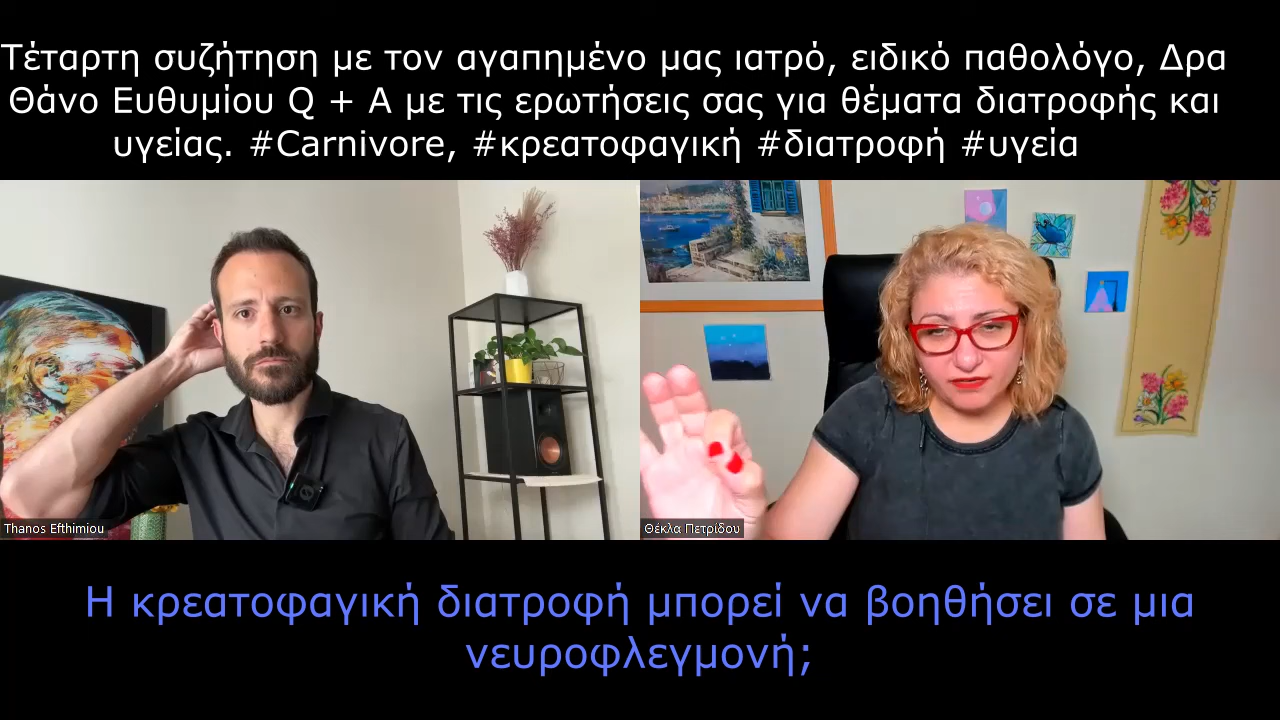 Τέταρτη συζήτηση με τον αγαπημένο μας ιατρό, ειδικό παθολόγο, Δρα
Θάνο Ευθυμίου Q + A με τις ερωτήσεις σας για θέματα διατροφής και
υγείας. #Carnivore, #κρεατοφαγική #διατροφή #υγεία
Thanos Efthimiou
Θέκλα Πετρίδου
Η κρεατοφαγική διατροφή μπορεί να βοηθήσει σε μια
νευροφλεγμονή;